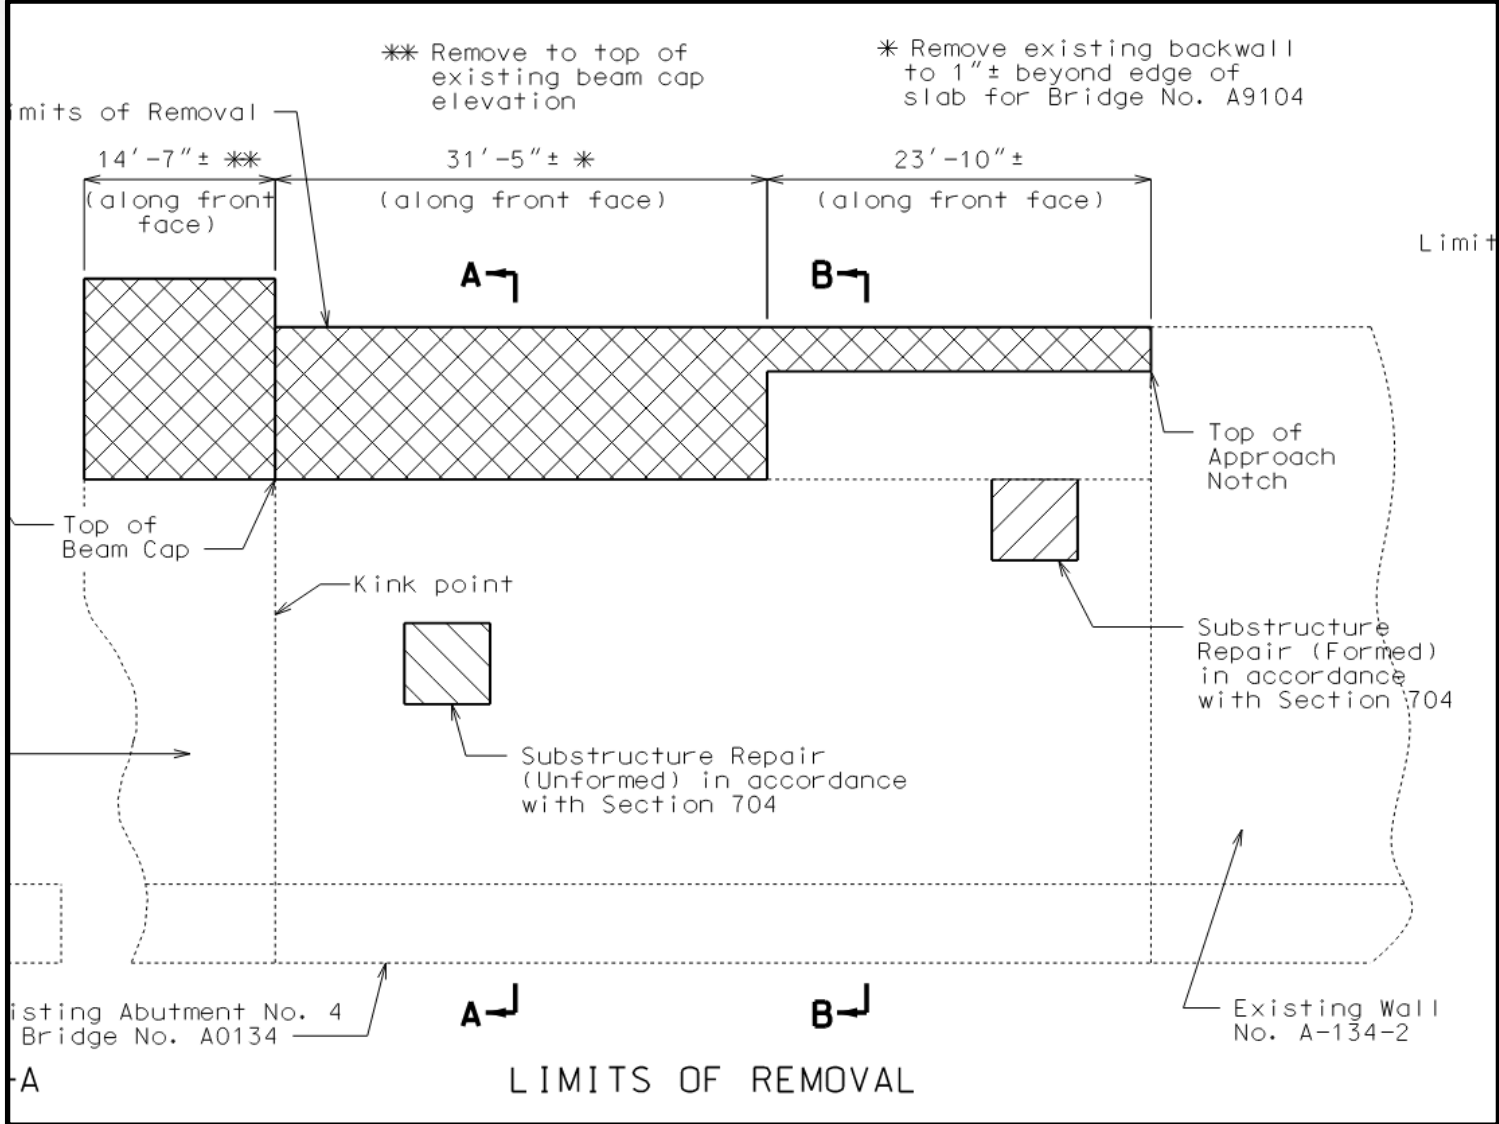 ** Remove to top of
existing beam cap
elevation
* Remove existing backwall
to 1"± beyond edge of
slab for Bridge No. A9104
imits of Removal
14'-7"± **
31'-5"± *
23'-10"±
(along front
face)
(along front face)
(along front face)
Limit
A
B
Top of
Approach
Notch
Top of
Beam Cap
Kink point
Substructure
Repair (Formed)
in accordance
with Section 704
Substructure Repair
(Unformed) in accordance
with Section 704
isting Abutment No. 4
Bridge No. A0134
A
B
Existing Wall
No. A-134-2
-A
LIMITS OF REMOVAL